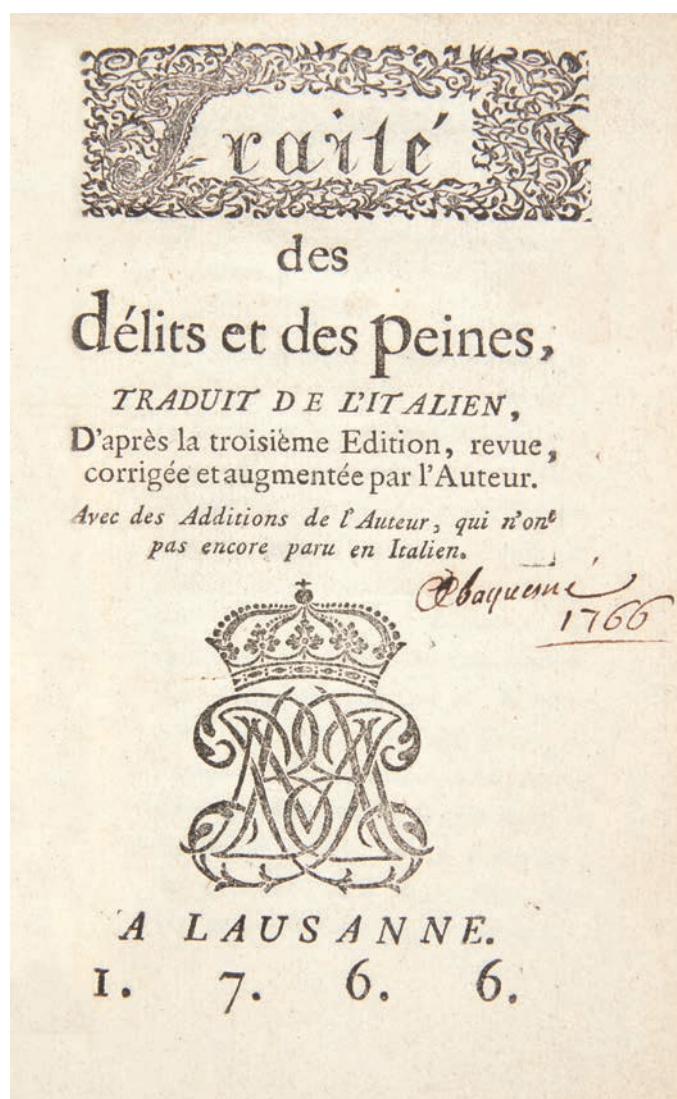 Traité
des
délits et des peines,
TRADUIT DE L'ITALIEN,
D'après la troisième Edition, revue,
corrigée et augmentée par l'Auteur.
Avec des Additions de l'Auteur, qui n'ont
pas encore paru en Italien.
1766
A LAUSANNE.
1. 7. 6. 6.